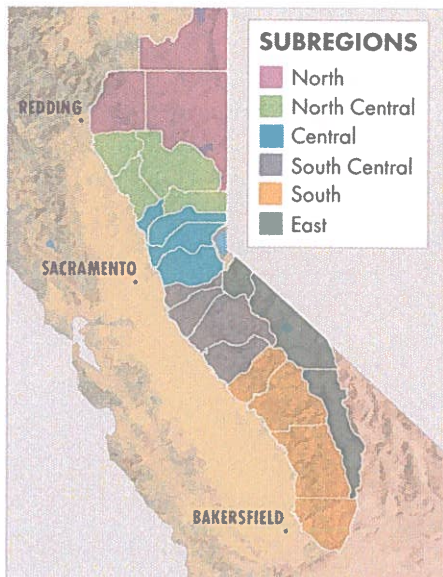 SUBREGIONS
North
North Central
Central
South Central
South
East
REDDING
SACRAMENTO
BAKERSFIELD